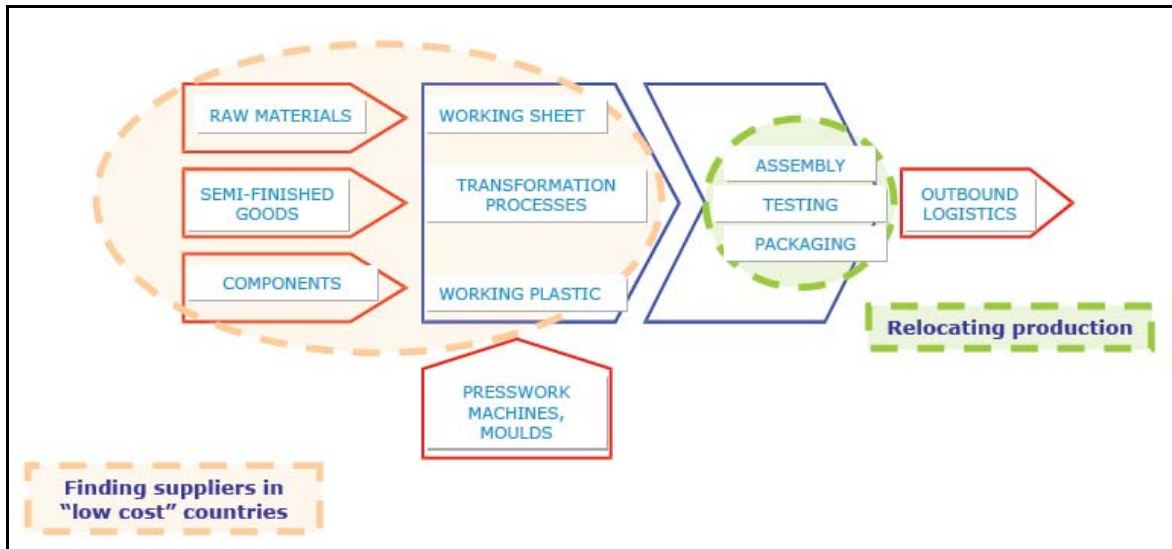 RAW MATERIALS
WORKING SHEET
ASSEMBLY
SEMI-FINISHED
GOODS
TRANSFORMATION
PROCESSES
TESTING
OUTBOUND
LOGISTICS
PACKAGING
COMPONENTS
WORKING PLASTIC
Relocating production
PRESSWORK
MACHINES,
MOULDS
Finding suppliers in
“low cost” countries